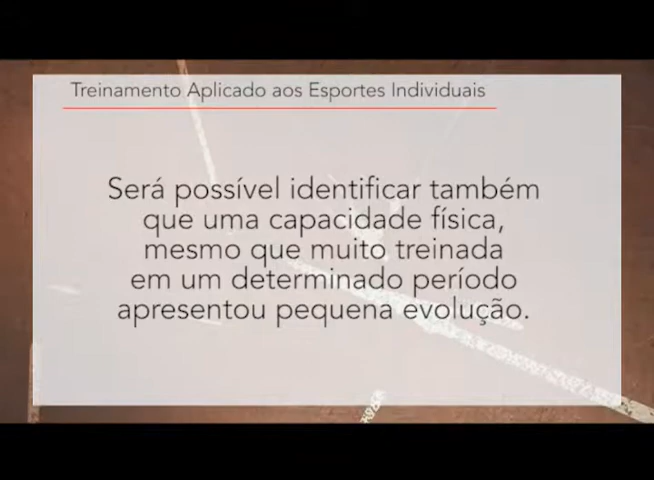 Treinamento Aplicado aos Esportes Individuais
Será possível identificar também
que uma capacidade física,
mesmo que muito treinada
em um determinado período
apresentou pequena evolução.